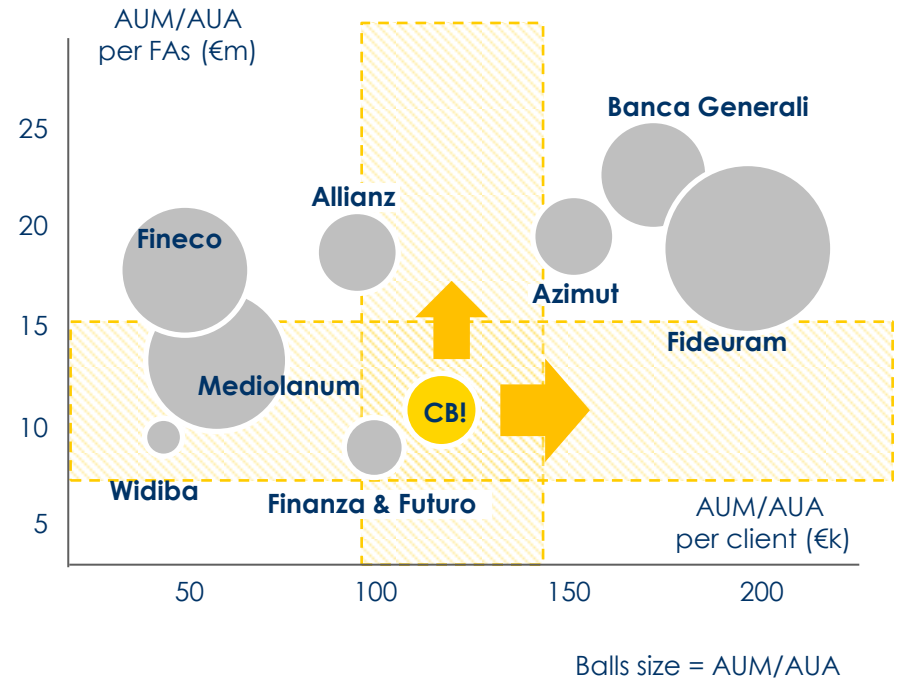 AUM/AUA
per FAs (€m)
25
20
15
10
5
Banca Generali
Allianz
Fineco
Azimut
Fideuram
Mediolanum
CB!
Widiba
Finanza & Futuro
AUM/AUA
per client (€k)
50
100
150
200
Balls size = AUM/AUA